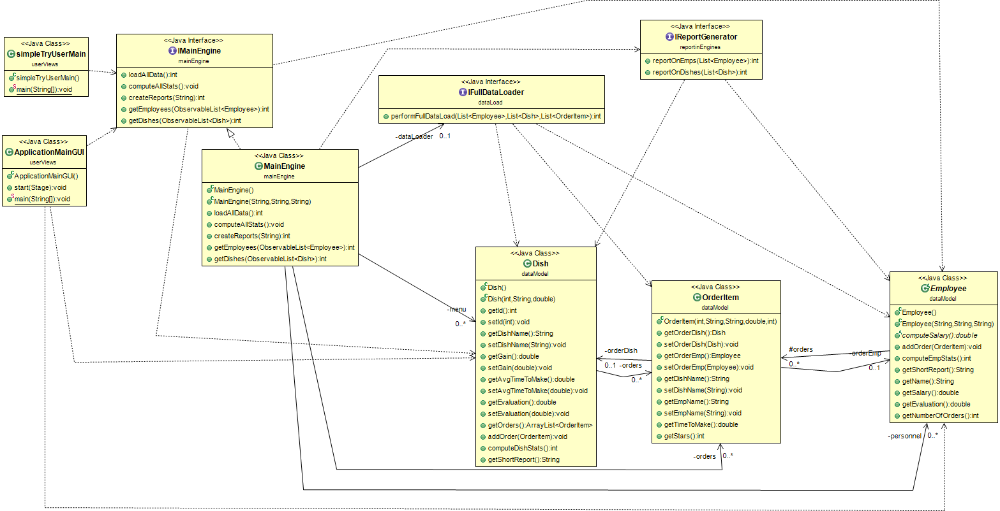 <<Java Class>>
simpleTryUserMain
userViews
simpleTryUserMain()
main(String[]):void
<<Java Interface>>
IMainEngine
mainEngine
loadAllData():int
computeAllStats():void
createReports(String):int
getEmployees(ObservableList<Employee>):int
getDishes(ObservableList<Dish>):int
<<Java Interface>>
IReportGenerator
reportinEngines
reportOnEmps(List<Employee>):int
reportOnDishes(List<Dish>):int
<<Java Interface>>
IFullDataLoader
dataLoad
performFullDataLoad(List<Employee>,List<Dish>,List<OrderItem>):int
-dataLoader 0..1
<<Java Class>>
ApplicationMainGUI
userViews
ApplicationMainGUI()
start(Stage):void
main(String[]):void
<<Java Class>>
MainEngine
mainEngine
MainEngine()
MainEngine(String,String,String)
loadAllData():int
computeAllStats():void
createReports(String):int
getEmployees(ObservableList<Employee>):int
getDishes(ObservableList<Dish>):int
-menu
0..*
<<Java Class>>
Dish
dataModel
Dish()
Dish(int,String,double)
getId():int
setId(int):void
getDishName():String
setDishName(String):void
getGain():double
setGain(double):void
getAvgTimeToMake():double
setAvgTimeToMake(double):void
getEvaluation():double
setEvaluation(double):void
getOrders():ArrayList<OrderItem>
addOrder(OrderItem):void
computeDishStats():int
getShortReport():String
-orderDish
0..1
-orders
0..*
<<Java Class>>
OrderItem
dataModel
OrderItem(int,String,String,double,int)
getOrderDish():Dish
setOrderDish(Dish):void
getOrderEmp():Employee
setOrderEmp(Employee):void
getDishName():String
setDishName(String):void
getEmpName():String
setEmpName(String):void
getTimeToMake():double
getStars():int
-orders 0..*
#orders
0..*
-orderEmp
0..1
<<Java Class>>
Employee
dataModel
Employee()
Employee(String,String,String)
computeSalary():double
addOrder(OrderItem):void
computeEmpStats():int
getShortReport():String
getName():String
getSalary():double
getEvaluation():double
getNumberOfOrders():int
-personnel 0..*